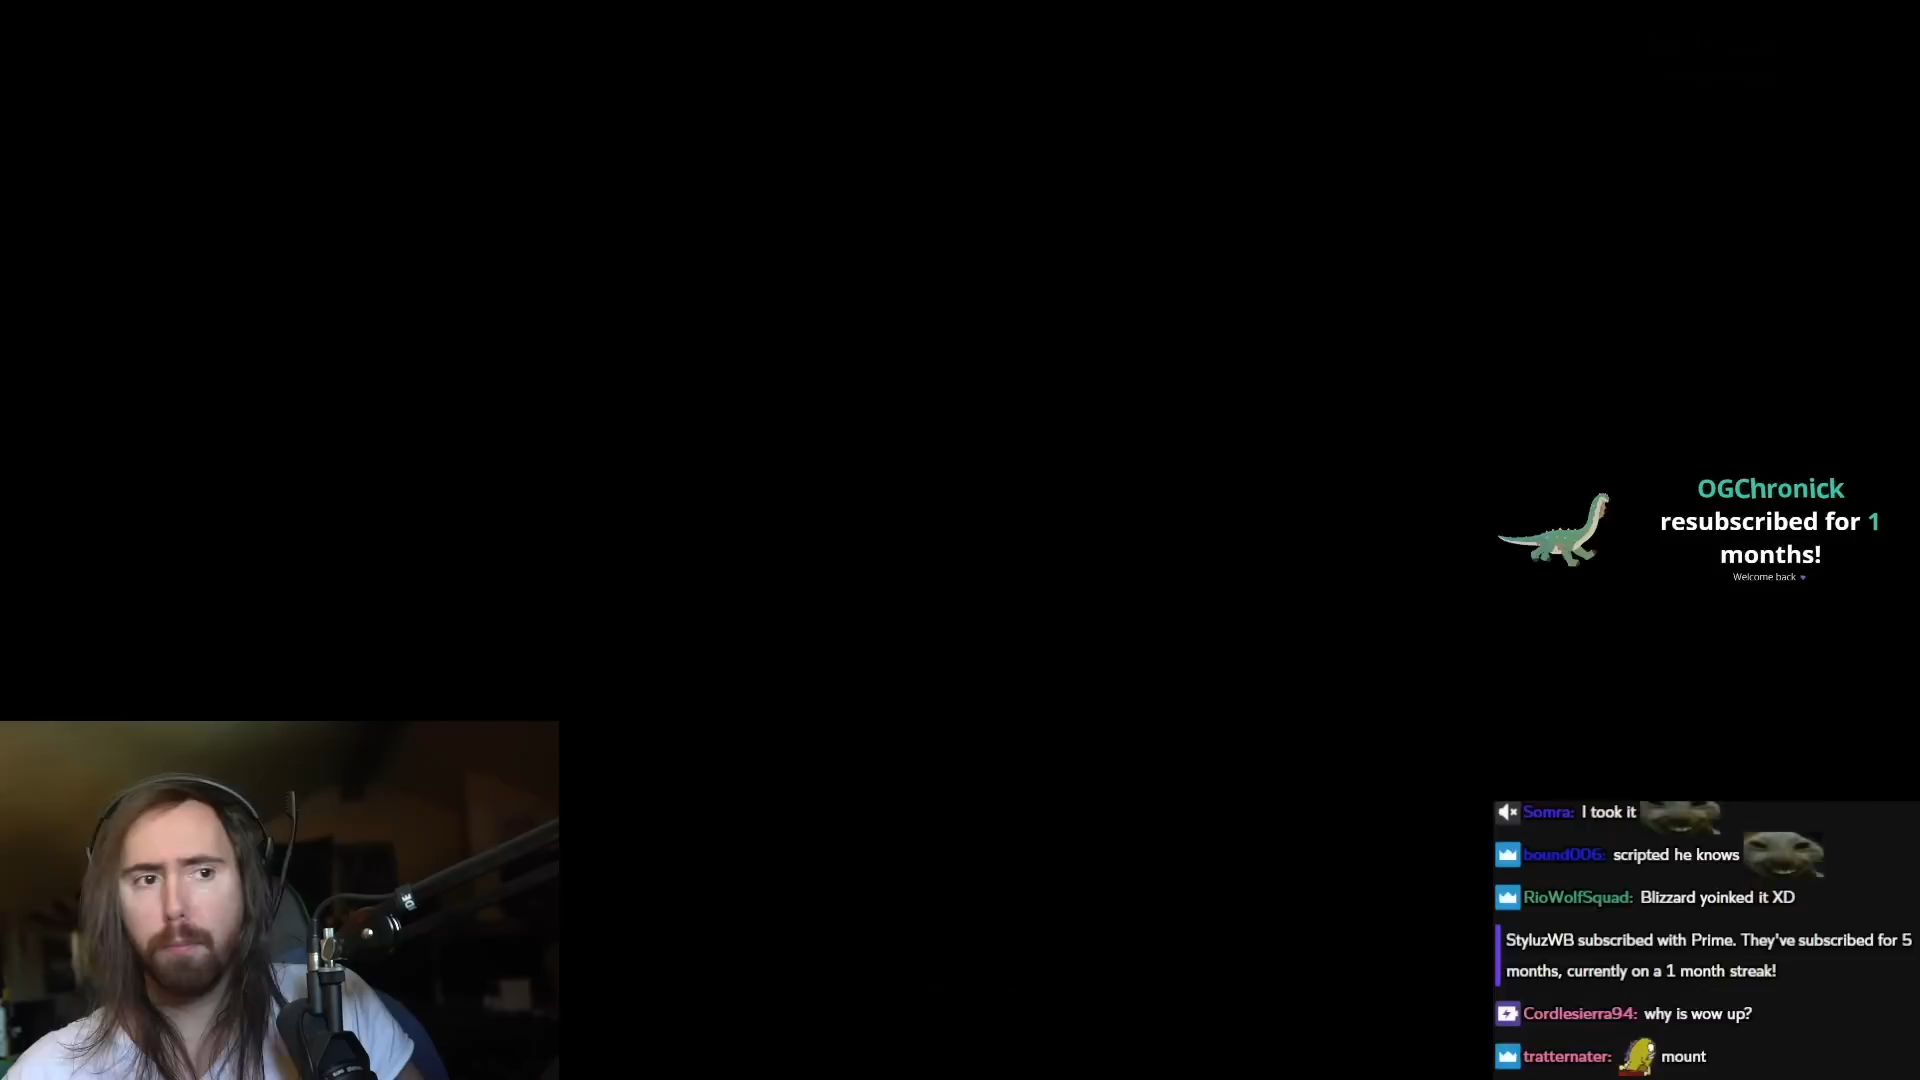 OGChronick
resubscribed for 1
months!
Welcome back
Somra: I took it
bound006: scripted he knows
RioWolfSquad: Blizzard yoinked it XD
StyluzWB subscribed with Prime. They've subscribed for 5
months, currently on a 1 month streak!
Cordlesierra94: why is wow up?
tratternater: mount